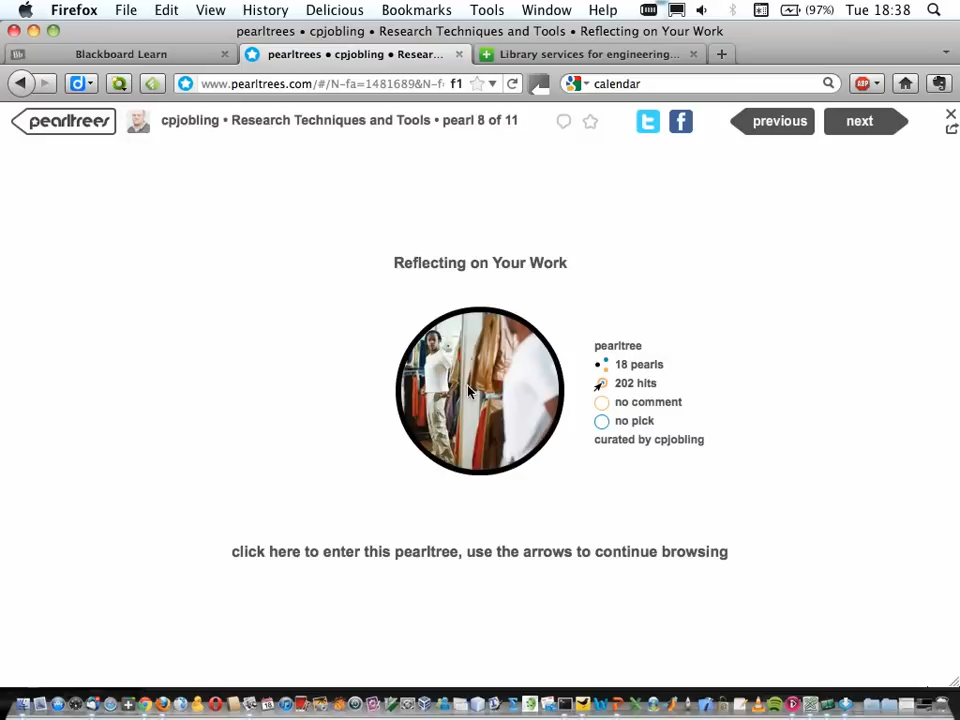 Firefox File Edit View History Delicious Bookmarks Tools Window Help (97%) Tue 18:38
pearltrees • cpjobling • Research Techniques and Tools • Reflecting on Your Work
Blackboard Learn
pearltrees • cpjobling • Resear...
Library services for engineering...
www.pearltrees.com/#/N-fa=1481689&N-f: f1
calendar
ABP
pearltrees
cpjobling • Research Techniques and Tools • pearl 8 of 11
previous
next
Reflecting on Your Work
pearltree
18 pearls
202 hits
no comment
no pick
curated by cpjobling
click here to enter this pearltree, use the arrows to continue browsing